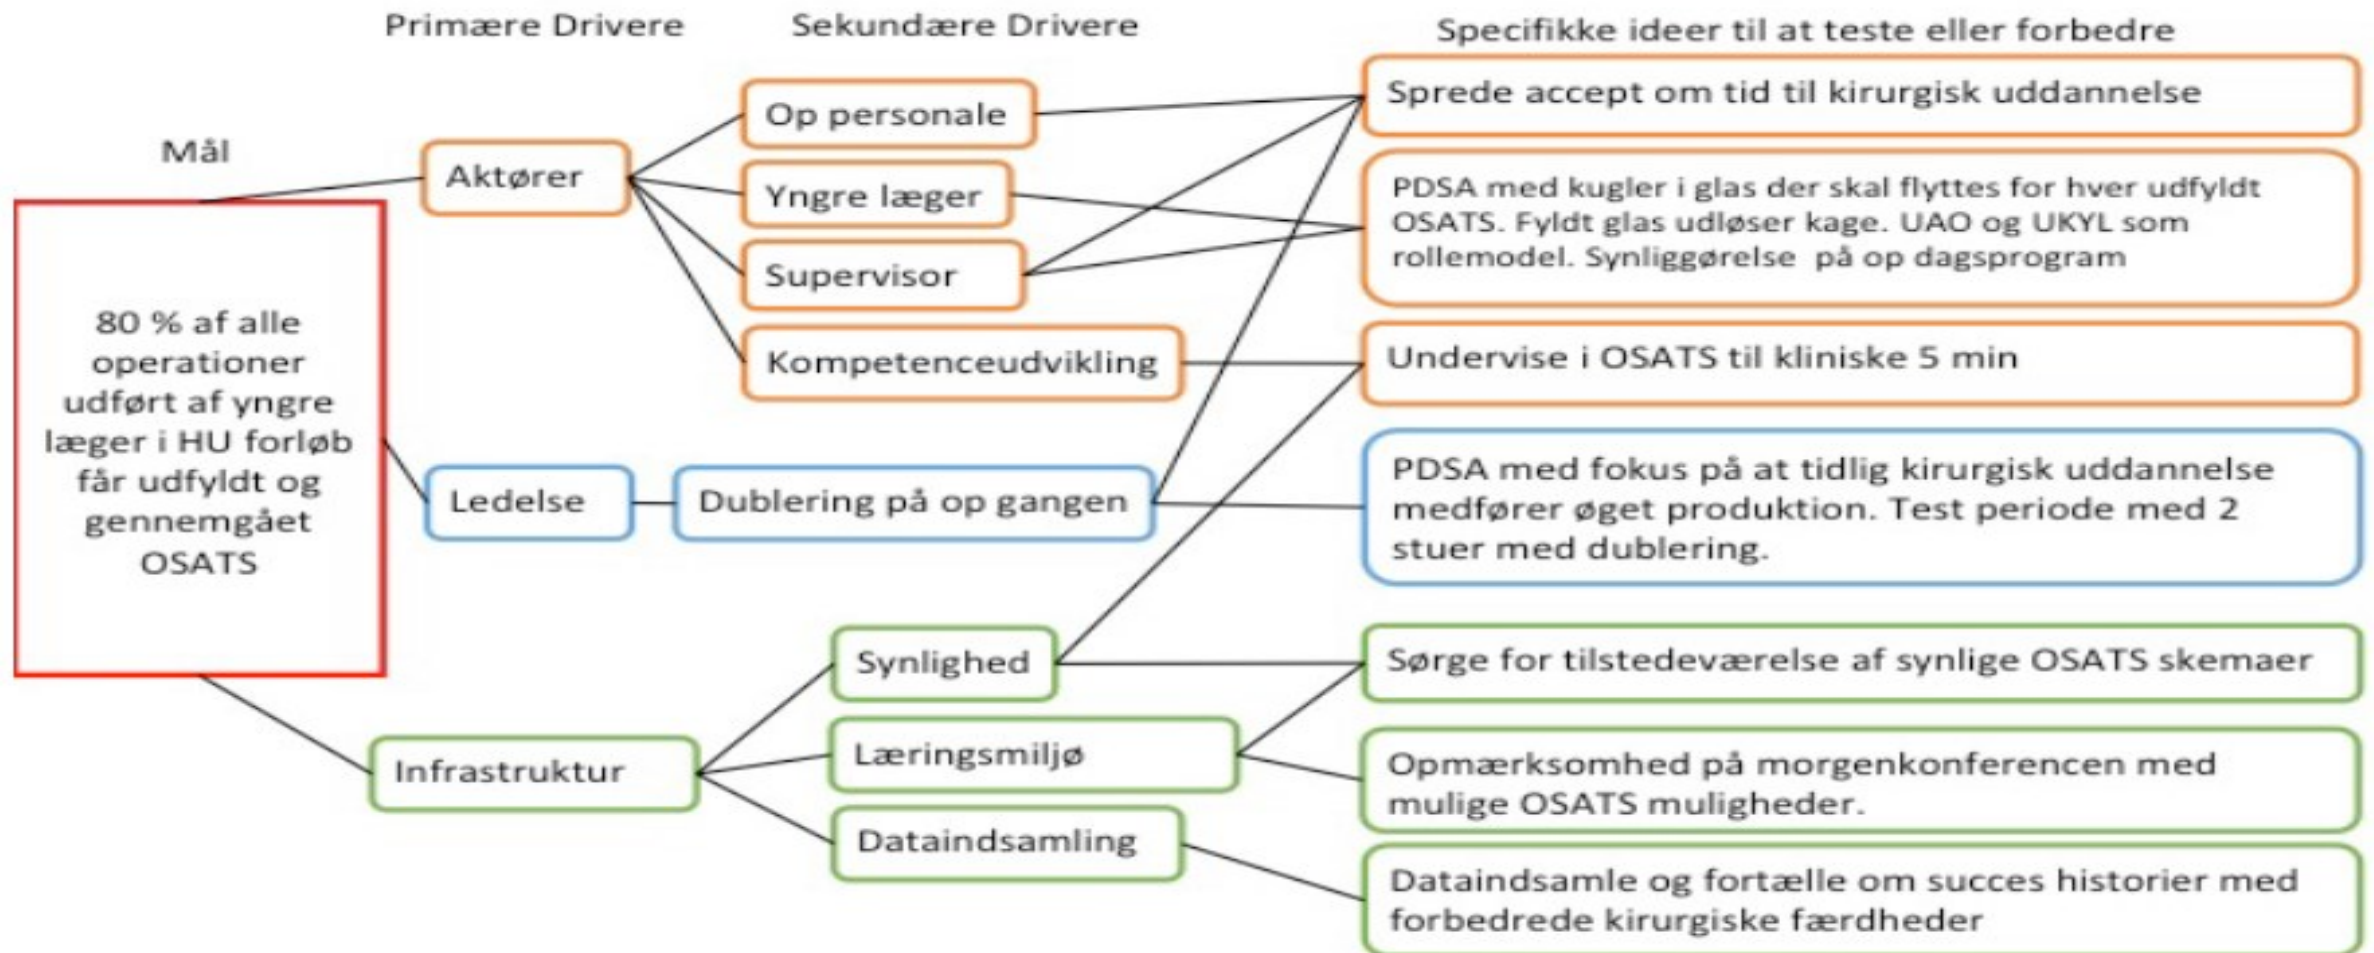 Primære Drivere
Sekundære Drivere
Specifikke ideer til at teste eller forbedre
Mål
80 % af alle
operationer
udført af yngre
læger i HU forløb
får udfyldt og
gennemgået
OSATS
Aktører
Ledelse
Infrastruktur
Op personale
Yngre læger
Supervisor
Kompetenceudvikling
Dublering på op gangen
Synlighed
Læringsmiljø
Dataindsamling
Sprede accept om tid til kirurgisk uddannelse
PDSA med kugler i glas der skal flyttes for hver udfyldt
OSATS. Fyldt glas udløser kage. UAO og UKYL som
rollemodel. Synliggørelse på op dagsprogram
Undervise i OSATS til kliniske 5 min
PDSA med fokus på at tidlig kirurgisk uddannelse
medfører øget produktion. Test periode med 2
stuer med dublering.
Sørge for tilstedeværelse af synlige OSATS skemaer
Opmærksomhed på morgenkonferencen med
mulige OSATS muligheder.
Dataindsamle og fortælle om succes historier med
forbedrede kirurgiske færdheder